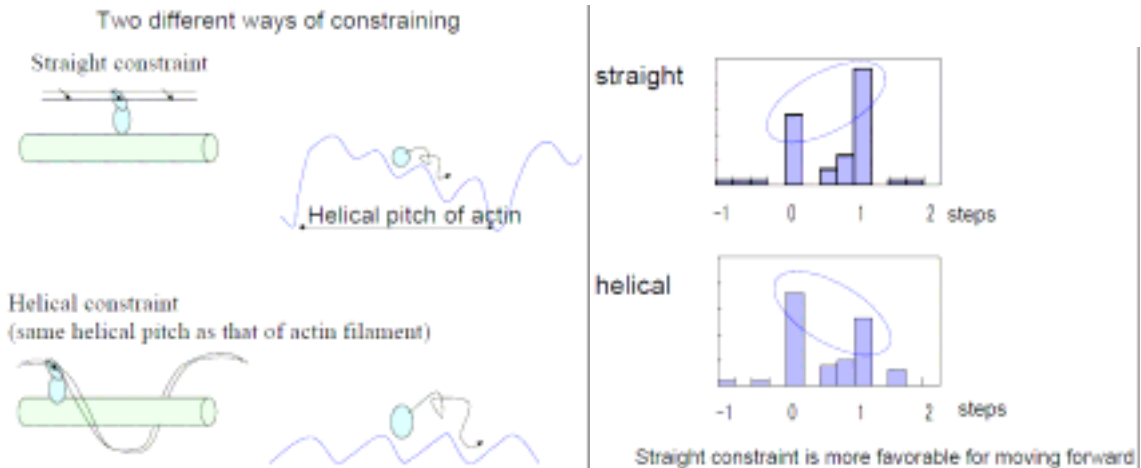 Two different ways of constraining
Straight constraint
Helical pitch of actin
Helical constraint
(same helical pitch as that of actin filament)
straight
-1 0 1 2 steps
helical
-1 0 1 2 steps
Straight constraint is more favorable for moving forward